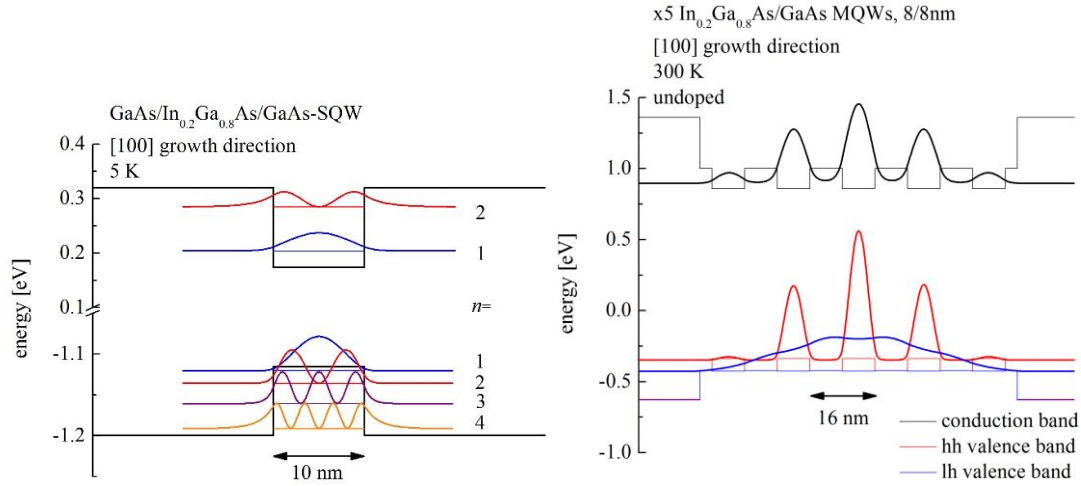 GaAs/In₀.₂Ga₀.₈As/GaAs-SQW
[100] growth direction
5 K
0.4
0.3
0.2
0.1
-1.1
-1.2
energy [eV]
2
1
n=
1
2
3
4
10 nm
x5 In₀.₂Ga₀.₈As/GaAs MQWs, 8/8nm
[100] growth direction
300 K
undoped
1.5
1.0
0.5
0.0
-0.5
-1.0
energy [eV]
16 nm
conduction band
hh valence band
lh valence band